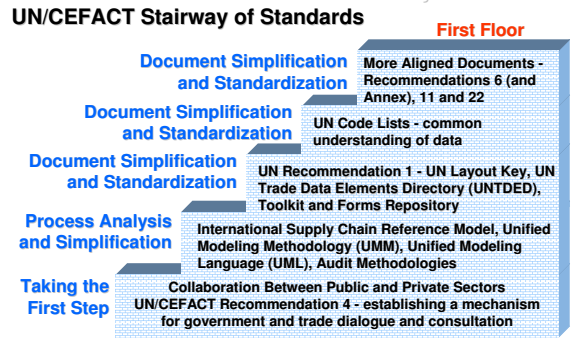 UN/CEFACT Stairway of Standards
First Floor
Document Simplification
and Standardization
More Aligned Documents -
Recommendations 6 (and
Annex), 11 and 22
Document Simplification
and Standardization
UN Code Lists - common
understanding of data
Document Simplification
and Standardization
UN Recommendation 1 - UN Layout Key, UN
Trade Data Elements Directory (UNTDED),
Toolkit and Forms Repository
Process Analysis
and Simplification
International Supply Chain Reference Model, Unified
Modeling Methodology (UMM), Unified Modeling
Language (UML), Audit Methodologies
Taking the
First Step
Collaboration Between Public and Private Sectors
UN/CEFACT Recommendation 4 - establishing a mechanism
for government and trade dialogue and consultation